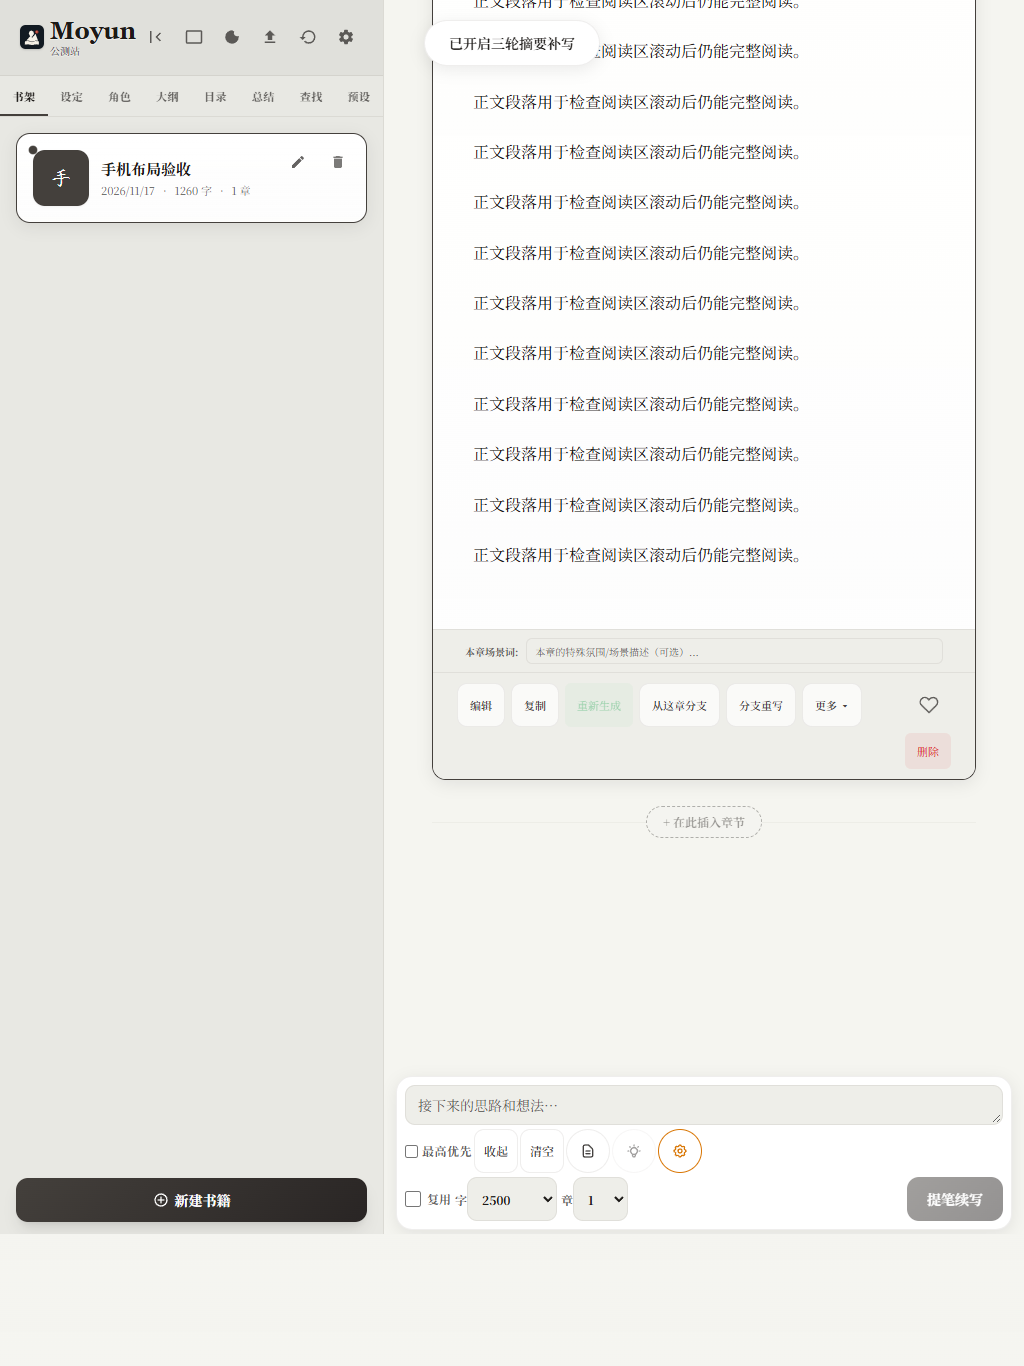 Moyun
公测站
书架 设定 角色 大纲 目录 总结 查找 预设
手
手机布局验收
2026/11/17 · 1260 字 · 1 章
新建书籍
已开启三轮摘要补写
正文段落用于检查阅读区滚动后仍能完整阅读。
查阅读区滚动后仍能完整阅读。
正文段落用于检查阅读区滚动后仍能完整阅读。
正文段落用于检查阅读区滚动后仍能完整阅读。
正文段落用于检查阅读区滚动后仍能完整阅读。
正文段落用于检查阅读区滚动后仍能完整阅读。
正文段落用于检查阅读区滚动后仍能完整阅读。
正文段落用于检查阅读区滚动后仍能完整阅读。
正文段落用于检查阅读区滚动后仍能完整阅读。
正文段落用于检查阅读区滚动后仍能完整阅读。
正文段落用于检查阅读区滚动后仍能完整阅读。
正文段落用于检查阅读区滚动后仍能完整阅读。
本章场景词: 本章的特殊氛围/场景描述（可选）...
编辑 复制 重新生成 从这章分支 分支重写 更多
删除
+ 在此插入章节
接下来的思路和想法…
最高优先 收起 清空
复用 字 2500 章 1 提笔续写